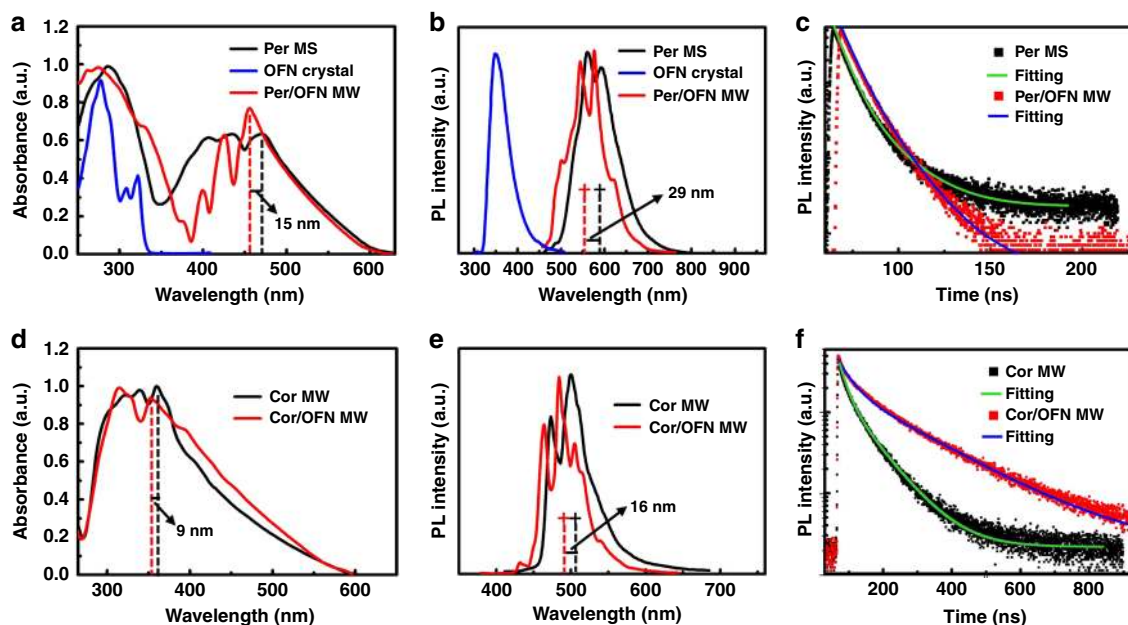 a
1.2
1.0
0.8
0.6
0.4
0.2
0.0
Absorbance (a.u.)
Per MS
OFN crystal
Per/OFN MW
15 nm
300 400 500 600
Wavelength (nm)
b
PL intensity (a.u.)
Per MS
OFN crystal
Per/OFN MW
29 nm
300 400 500 600 700 800 900
Wavelength (nm)
c
PL intensity (a.u.)
Per MS
Fitting
Per/OFN MW
Fitting
100 150 200
Time (ns)
d
1.2
1.0
0.8
0.6
0.4
0.2
0.0
Absorbance (a.u.)
Cor MW
Cor/OFN MW
9 nm
300 400 500 600
Wavelength (nm)
e
PL intensity (a.u.)
Cor MW
Cor/OFN MW
16 nm
400 500 600 700
Wavelength (nm)
f
PL intensity (a.u.)
Cor MW
Fitting
Cor/OFN MW
Fitting
200 400 600 800
Time (ns)